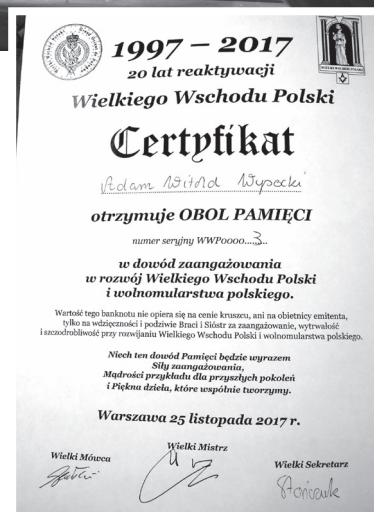 1997 – 2017
20 lat reaktywacji
Wielkiego Wschodu Polski
Certyfikat
Adam Witold Wysocki
otrzymuje OBOL PAMIĘCI
numer seryjny WWP0000....3..
w dowód zaangażowania
w rozwój Wielkiego Wschodu Polski
i wolnomularstwa polskiego.
Wartość tego banknotu nie opiera się na cenie kruszcu, ani na obietnicy emitenta,
tylko na wdzięczności i podziwie Braci i Sióstr za zaangażowanie, wytrwałość
i szczodrobliwość przy rozwijaniu Wielkiego Wschodu Polski i wolnomularstwa polskiego.
Niech ten dowód Pamięci będzie wyrazem
Siły zaangażowania,
Mądrości przykładu dla przyszłych pokoleń
i Piękna dzieła, które wspólnie tworzymy.
Warszawa 25 listopada 2017 r.
Wielki Mówca
Wielki Mistrz
Wielki Sekretarz